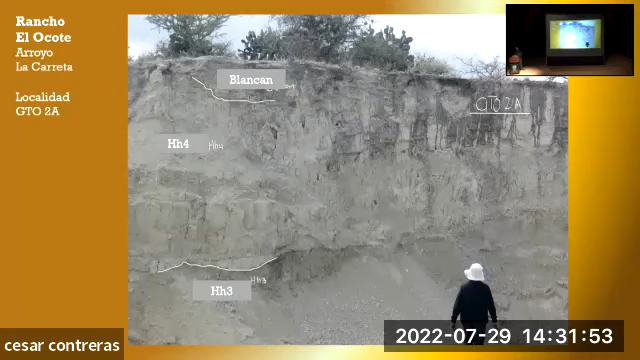 Rancho
El Ocote
Arroyo
La Carreta
Localidad
GTO 2A
Blancan
GTO 2A
Hh4
Hh4
Hh3
Hh3
cesar contreras
2022-07-29 14:31:53